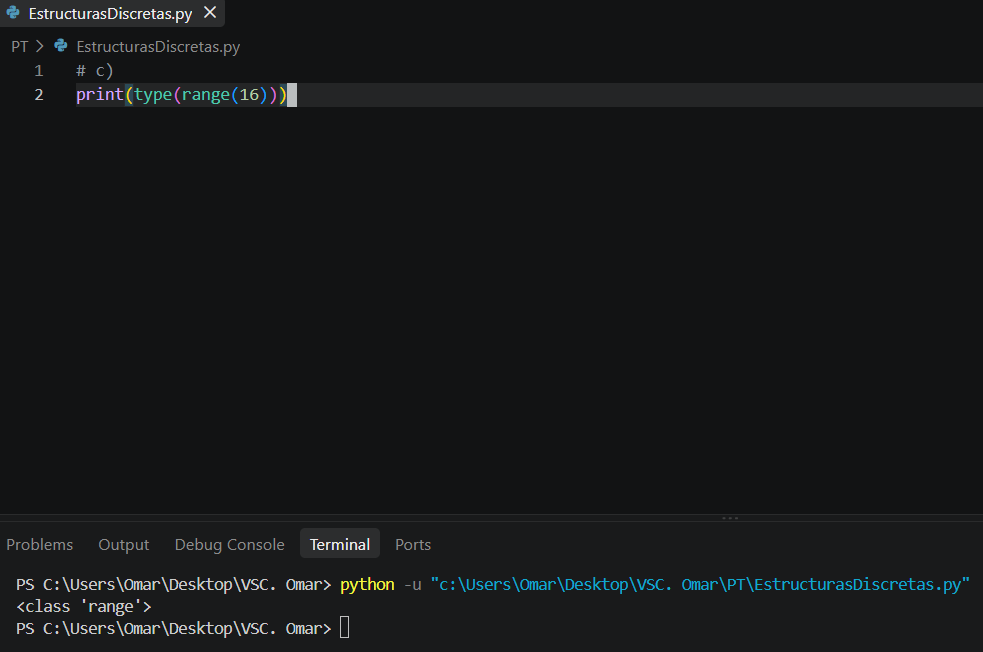 EstructurasDiscretas.py
PT > EstructurasDiscretas.py
1 # c)
2 print(type(range(16)))
Problems Output Debug Console Terminal Ports
PS C:\Users\Omar\Desktop\VSC. Omar> python -u "c:\Users\Omar\Desktop\VSC. Omar\PT\EstructurasDiscretas.py"
<class 'range'>
PS C:\Users\Omar\Desktop\VSC. Omar>